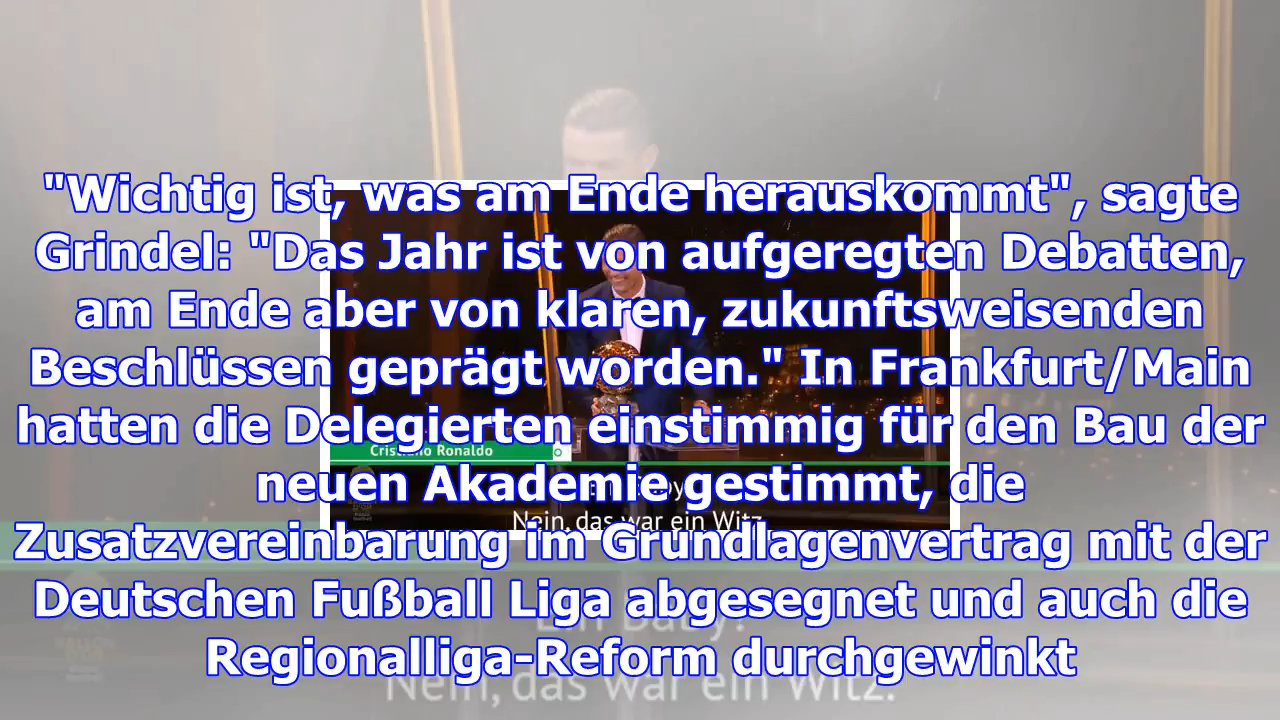 "Wichtig ist, was am Ende herauskommt", sagte
Grindel: "Das Jahr ist von aufgeregten Debatten,
am Ende aber von klaren, zukunftsweisenden
Beschlüssen geprägt worden." In Frankfurt/Main
hatten die Delegierten einstimmig für den Bau der
Cristiano Ronaldo
neuen Akademie gestimmt, die
Nein, das war ein Witz.
Zusatzvereinbarung im Grundlagenvertrag mit der
Deutschen Fußball Liga abgesegnet und auch die
Ein Baby?
Regionalliga-Reform durchgewinkt
Nein, das war ein Witz.